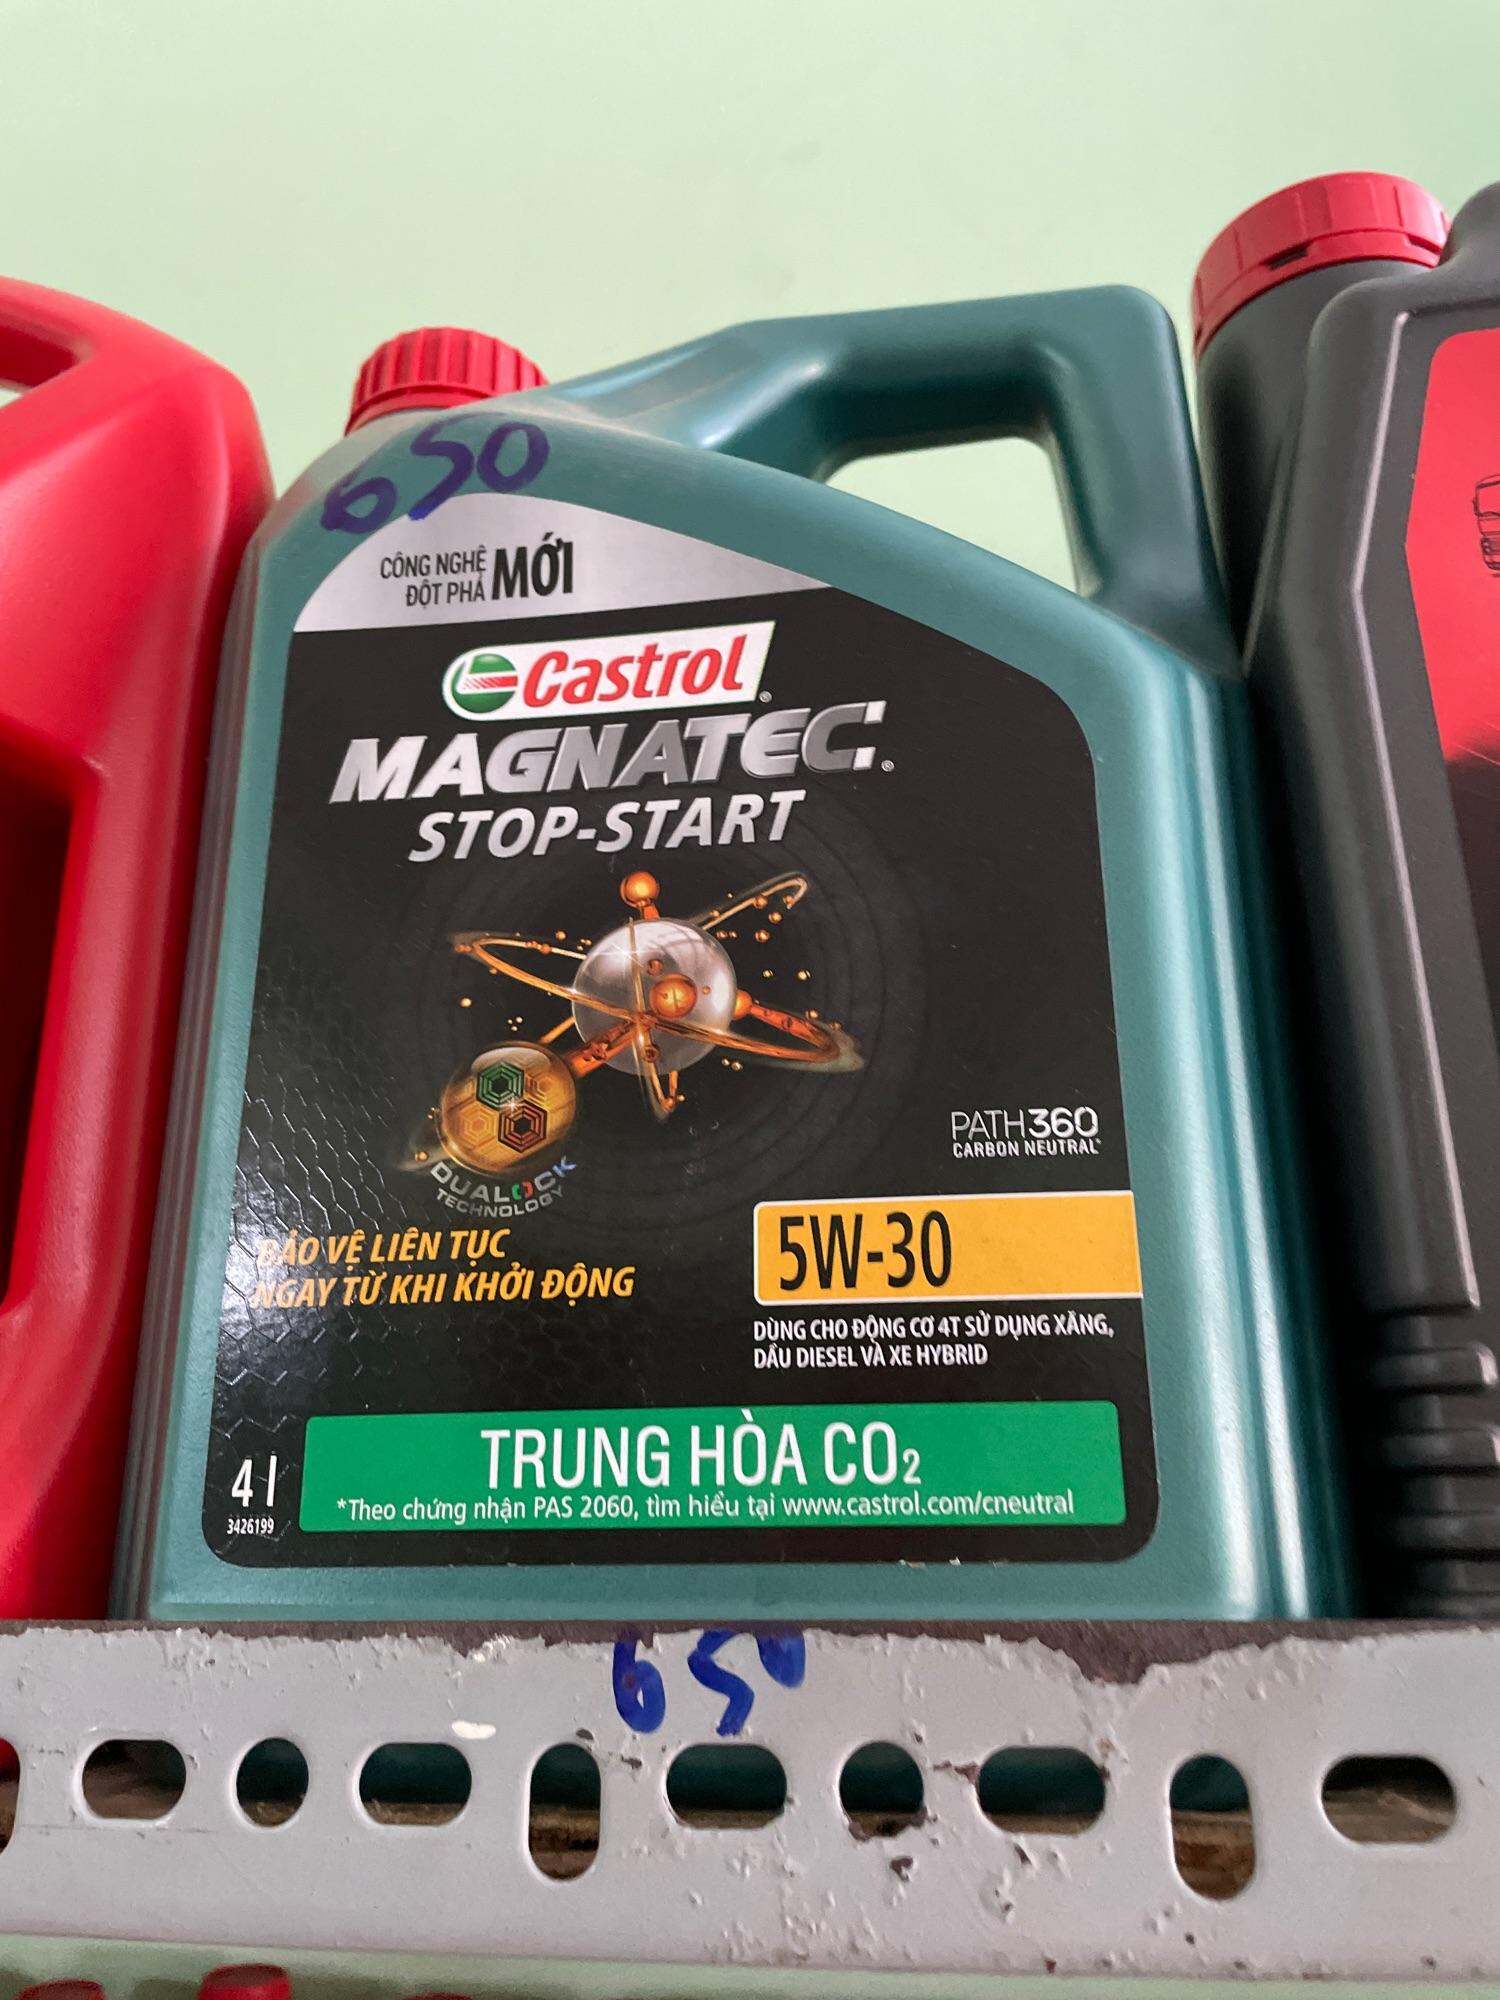 650
CÔNG NGHỆ
ĐỘT PHÁ MỚI
Castrol
MAGNATEC
STOP-START
DUALOCK
TECHNOLOGY
PATH360
CARBON NEUTRAL
BẢO VỆ LIÊN TỤC
NGAY TỪ KHI KHỞI ĐỘNG
5W-30
DÙNG CHO ĐỘNG CƠ 4T SỬ DỤNG XĂNG,
DẦU DIESEL VÀ XE HYBRID
4 l
3426199
TRUNG HÒA CO₂
*Theo chứng nhận PAS 2060, tìm hiểu tại www.castrol.com/cneutral
650